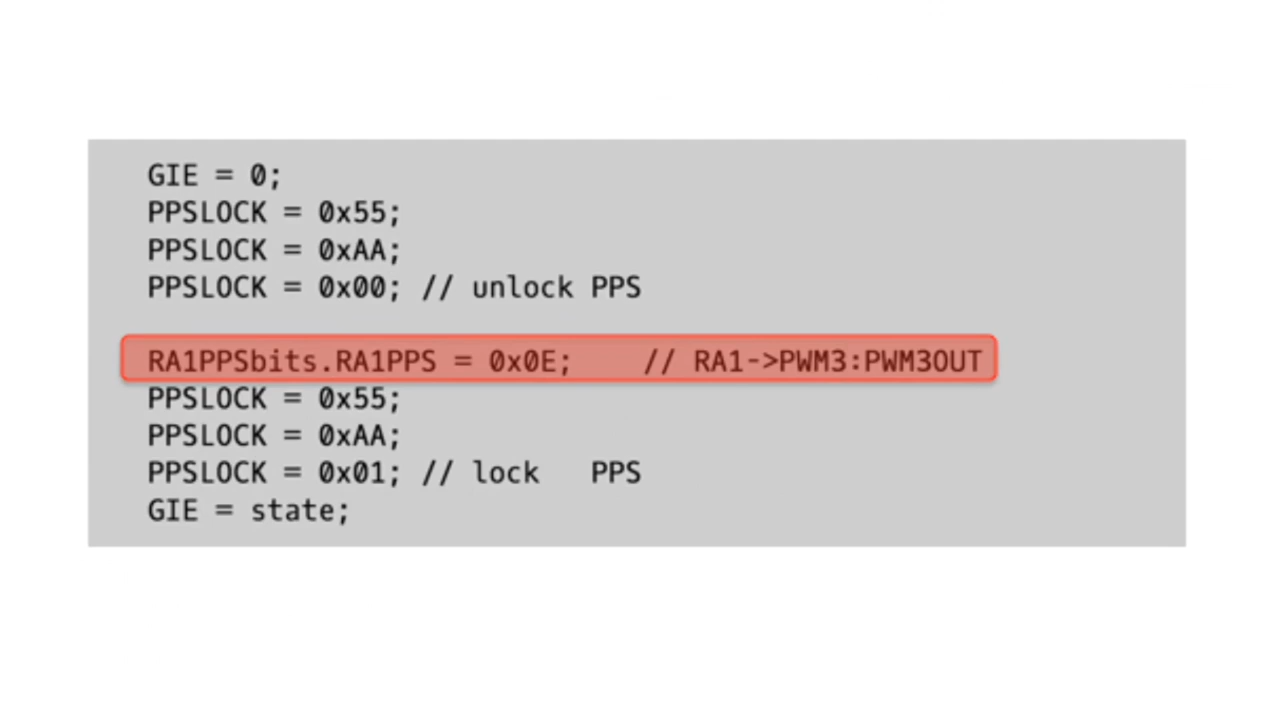 GIE = 0;
PPSLOCK = 0x55;
PPSLOCK = 0xAA;
PPSLOCK = 0x00; // unlock PPS
RA1PPSbits.RA1PPS = 0x0E;    // RA1->PWM3:PWM3OUT
PPSLOCK = 0x55;
PPSLOCK = 0xAA;
PPSLOCK = 0x01; // lock   PPS
GIE = state;